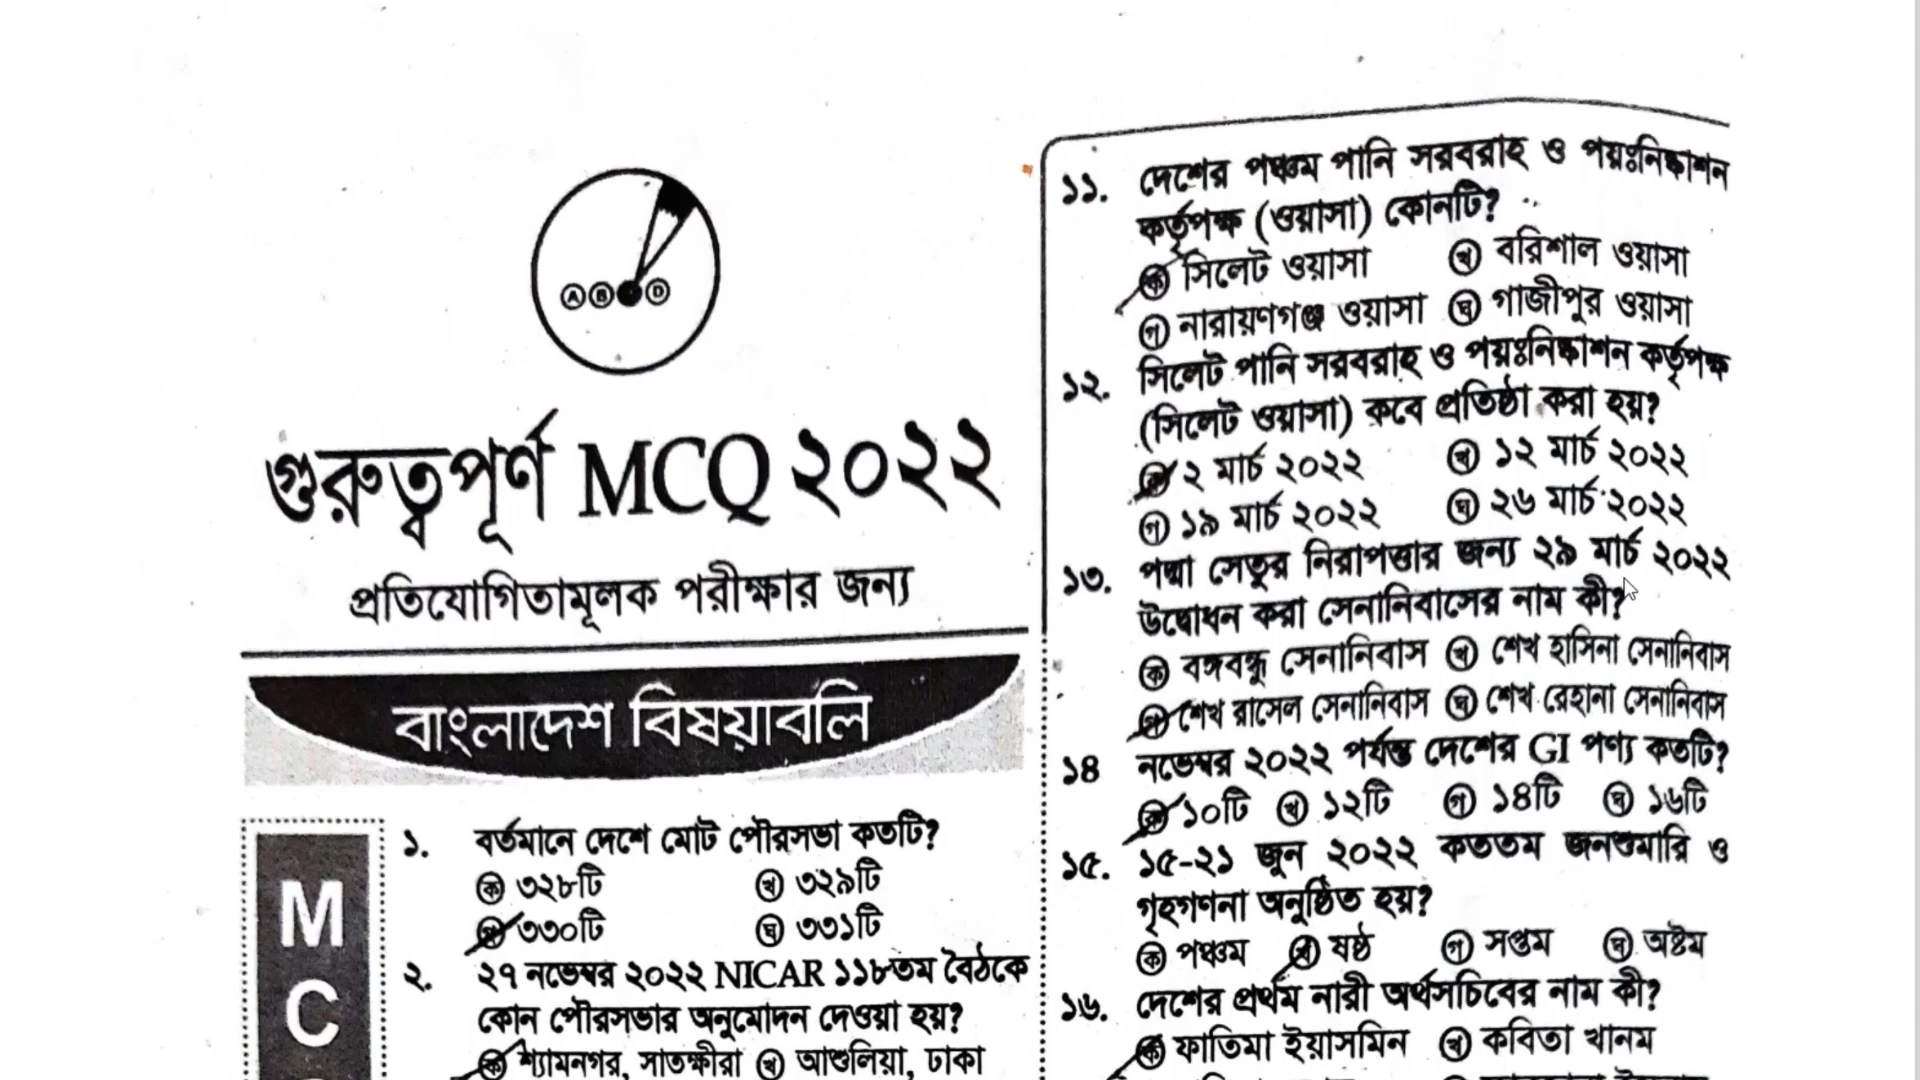 A B D
গুরুত্বপূর্ণ MCQ ২০২২
প্রতিযোগিতামূলক পরীক্ষার জন্য
বাংলাদেশ বিষয়াবলি
M
C
১. বর্তমানে দেশে মোট পৌরসভা কতটি?
ক ৩২৮টি খ ৩২৯টি
গ ৩৩০টি ঘ ৩৩১টি
২. ২৭ নভেম্বর ২০২২ NICAR ১১৮তম বৈঠকে
কোন পৌরসভার অনুমোদন দেওয়া হয়?
ক শ্যামনগর, সাতক্ষীরা খ আশুলিয়া, ঢাকা
১১. দেশের পঞ্চম পানি সরবরাহ ও পয়ঃনিষ্কাশন
কর্তৃপক্ষ (ওয়াসা) কোনটি?
ক সিলেট ওয়াসা খ বরিশাল ওয়াসা
গ নারায়ণগঞ্জ ওয়াসা ঘ গাজীপুর ওয়াসা
১২. সিলেট পানি সরবরাহ ও পয়ঃনিষ্কাশন কর্তৃপক্ষ
(সিলেট ওয়াসা) কবে প্রতিষ্ঠা করা হয়?
ক ২ মার্চ ২০২২ খ ১২ মার্চ ২০২২
গ ১৯ মার্চ ২০২২ ঘ ২৬ মার্চ ২০২২
১৩. পদ্মা সেতুর নিরাপত্তার জন্য ২৯ মার্চ ২০২২
উদ্বোধন করা সেনানিবাসের নাম কী?
ক বঙ্গবন্ধু সেনানিবাস খ শেখ হাসিনা সেনানিবাস
গ শেখ রাসেল সেনানিবাস ঘ শেখ রেহানা সেনানিবাস
১৪ নভেম্বর ২০২২ পর্যন্ত দেশের GI পণ্য কতটি?
ক ১০টি খ ১২টি গ ১৪টি ঘ ১৬টি
১৫. ১৫-২১ জুন ২০২২ কততম জনশুমারি ও
গৃহগণনা অনুষ্ঠিত হয়?
ক পঞ্চম খ ষষ্ঠ গ সপ্তম ঘ অষ্টম
১৬. দেশের প্রথম নারী অর্থসচিবের নাম কী?
ক ফাতিমা ইয়াসমিন খ কবিতা খানম